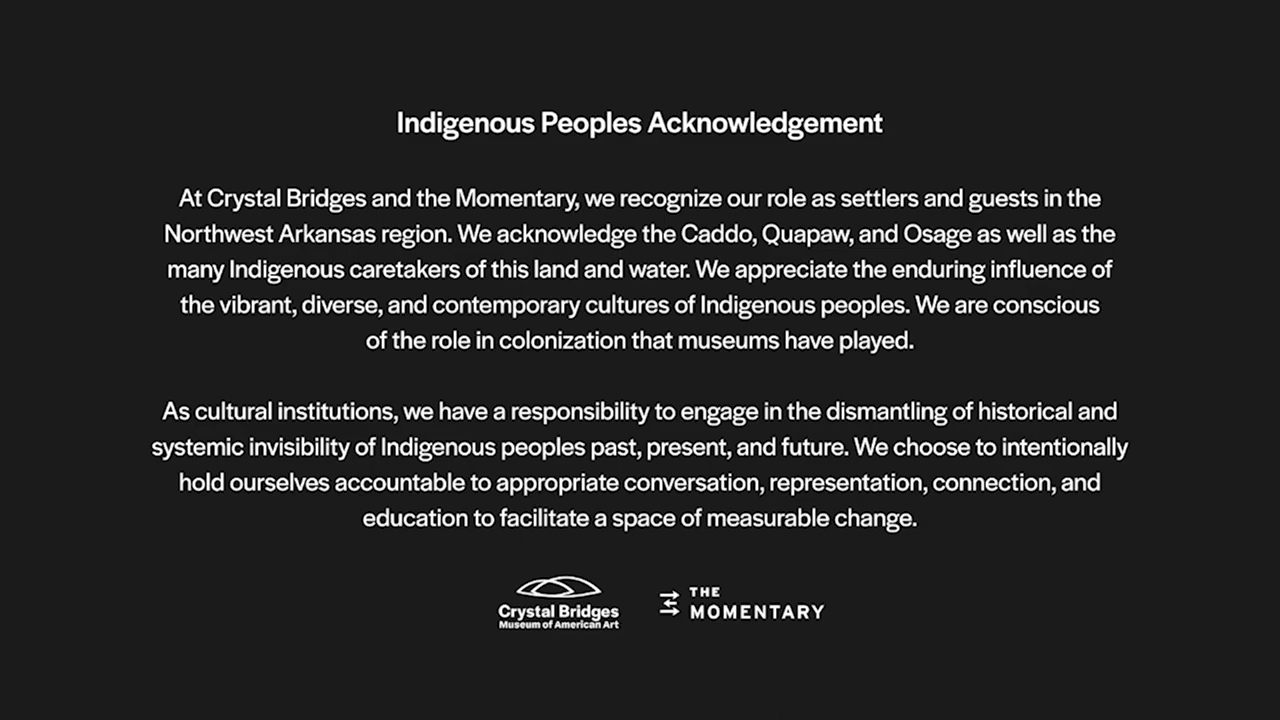 Indigenous Peoples Acknowledgement
At Crystal Bridges and the Momentary, we recognize our role as settlers and guests in the
Northwest Arkansas region. We acknowledge the Caddo, Quapaw, and Osage as well as the
many Indigenous caretakers of this land and water. We appreciate the enduring influence of
the vibrant, diverse, and contemporary cultures of Indigenous peoples. We are conscious
of the role in colonization that museums have played.
As cultural institutions, we have a responsibility to engage in the dismantling of historical and
systemic invisibility of Indigenous peoples past, present, and future. We choose to intentionally
hold ourselves accountable to appropriate conversation, representation, connection, and
education to facilitate a space of measurable change.
Crystal Bridges
Museum of American Art
THE
MOMENTARY